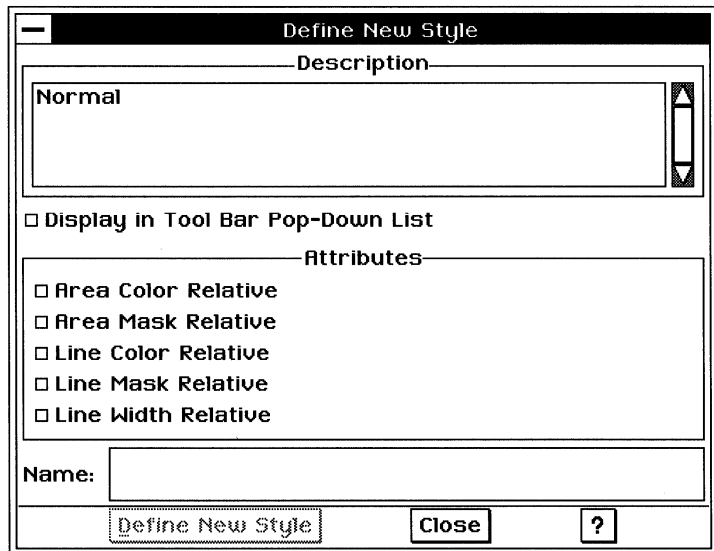 Define New Style
Description
Normal
Display in Tool Bar Pop-Down List
Attributes
Area Color Relative
Area Mask Relative
Line Color Relative
Line Mask Relative
Line Width Relative
Name:
Define New Style Close ?